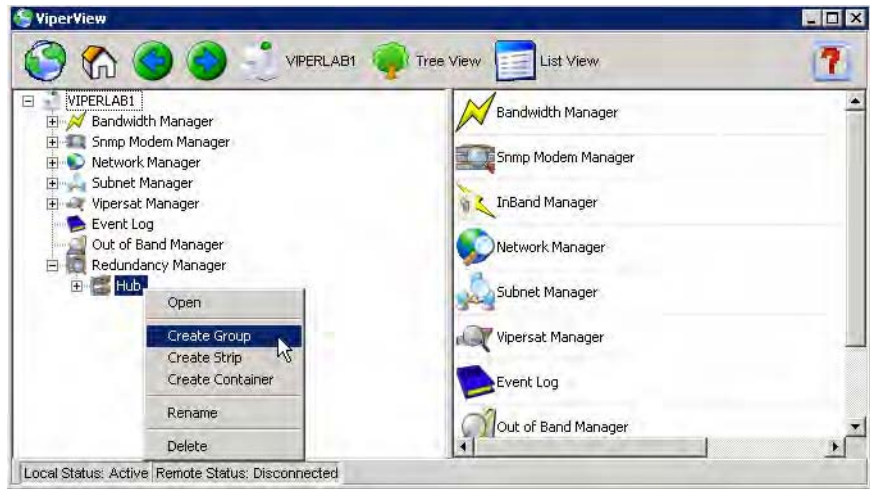 ViperView
VIPERLAB1 Tree View List View
VIPERLAB1
Bandwidth Manager
Snmp Modem Manager
Network Manager
Subnet Manager
Vipersat Manager
Event Log
Out of Band Manager
Redundancy Manager
Hub
Open
Create Group
Create Strip
Create Container
Rename
Delete
Bandwidth Manager
Snmp Modem Manager
InBand Manager
Network Manager
Subnet Manager
Vipersat Manager
Event Log
Out of Band Manager
Local Status: Active Remote Status: Disconnected